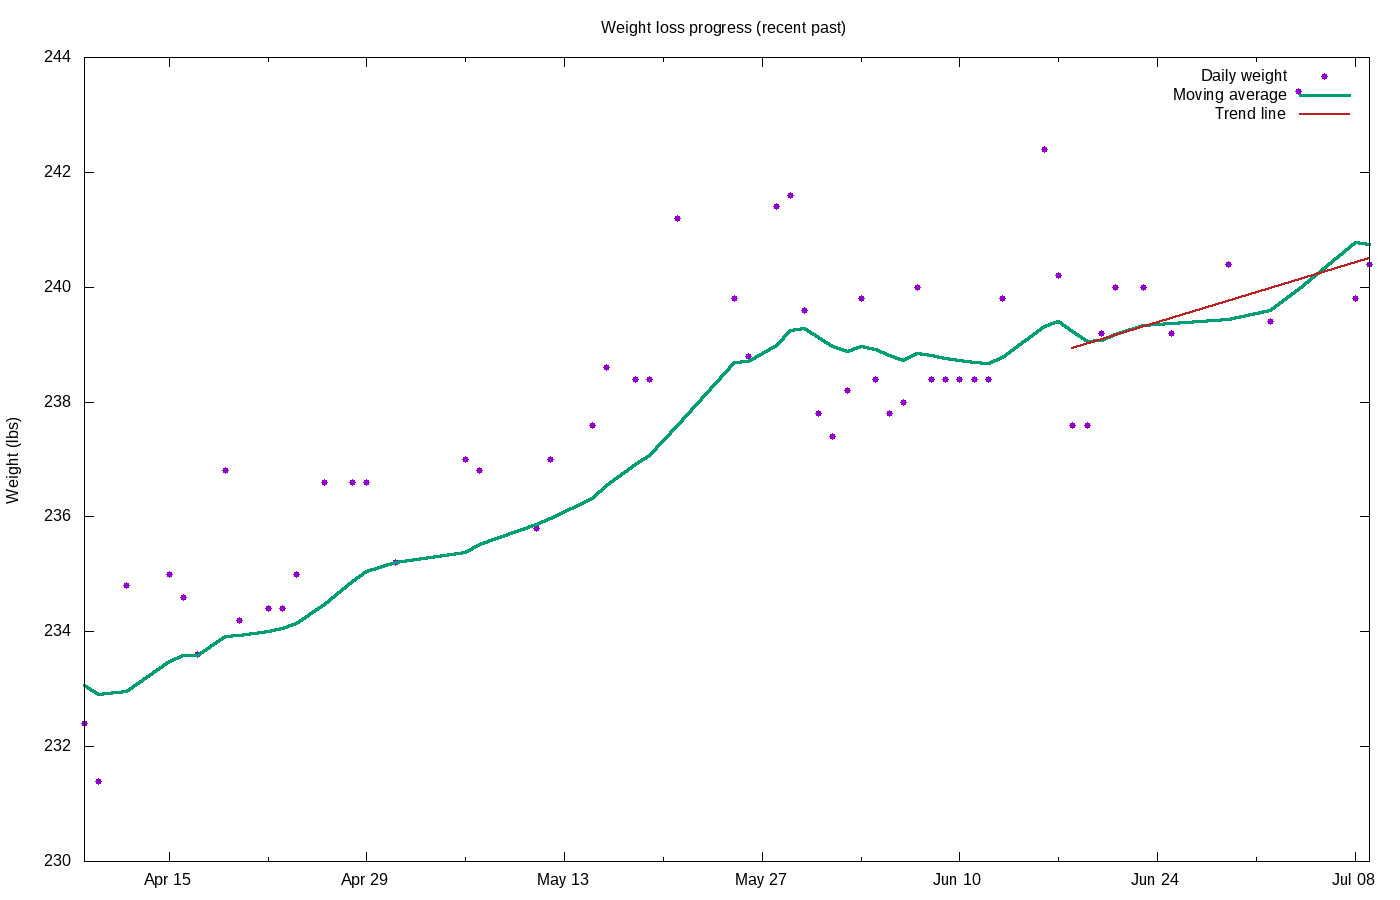 Weight loss progress (recent past)
244
242
240
238
236
234
232
230
Weight (lbs)
Daily weight
Moving average
Trend line
Apr 15
Apr 29
May 13
May 27
Jun 10
Jun 24
Jul 08